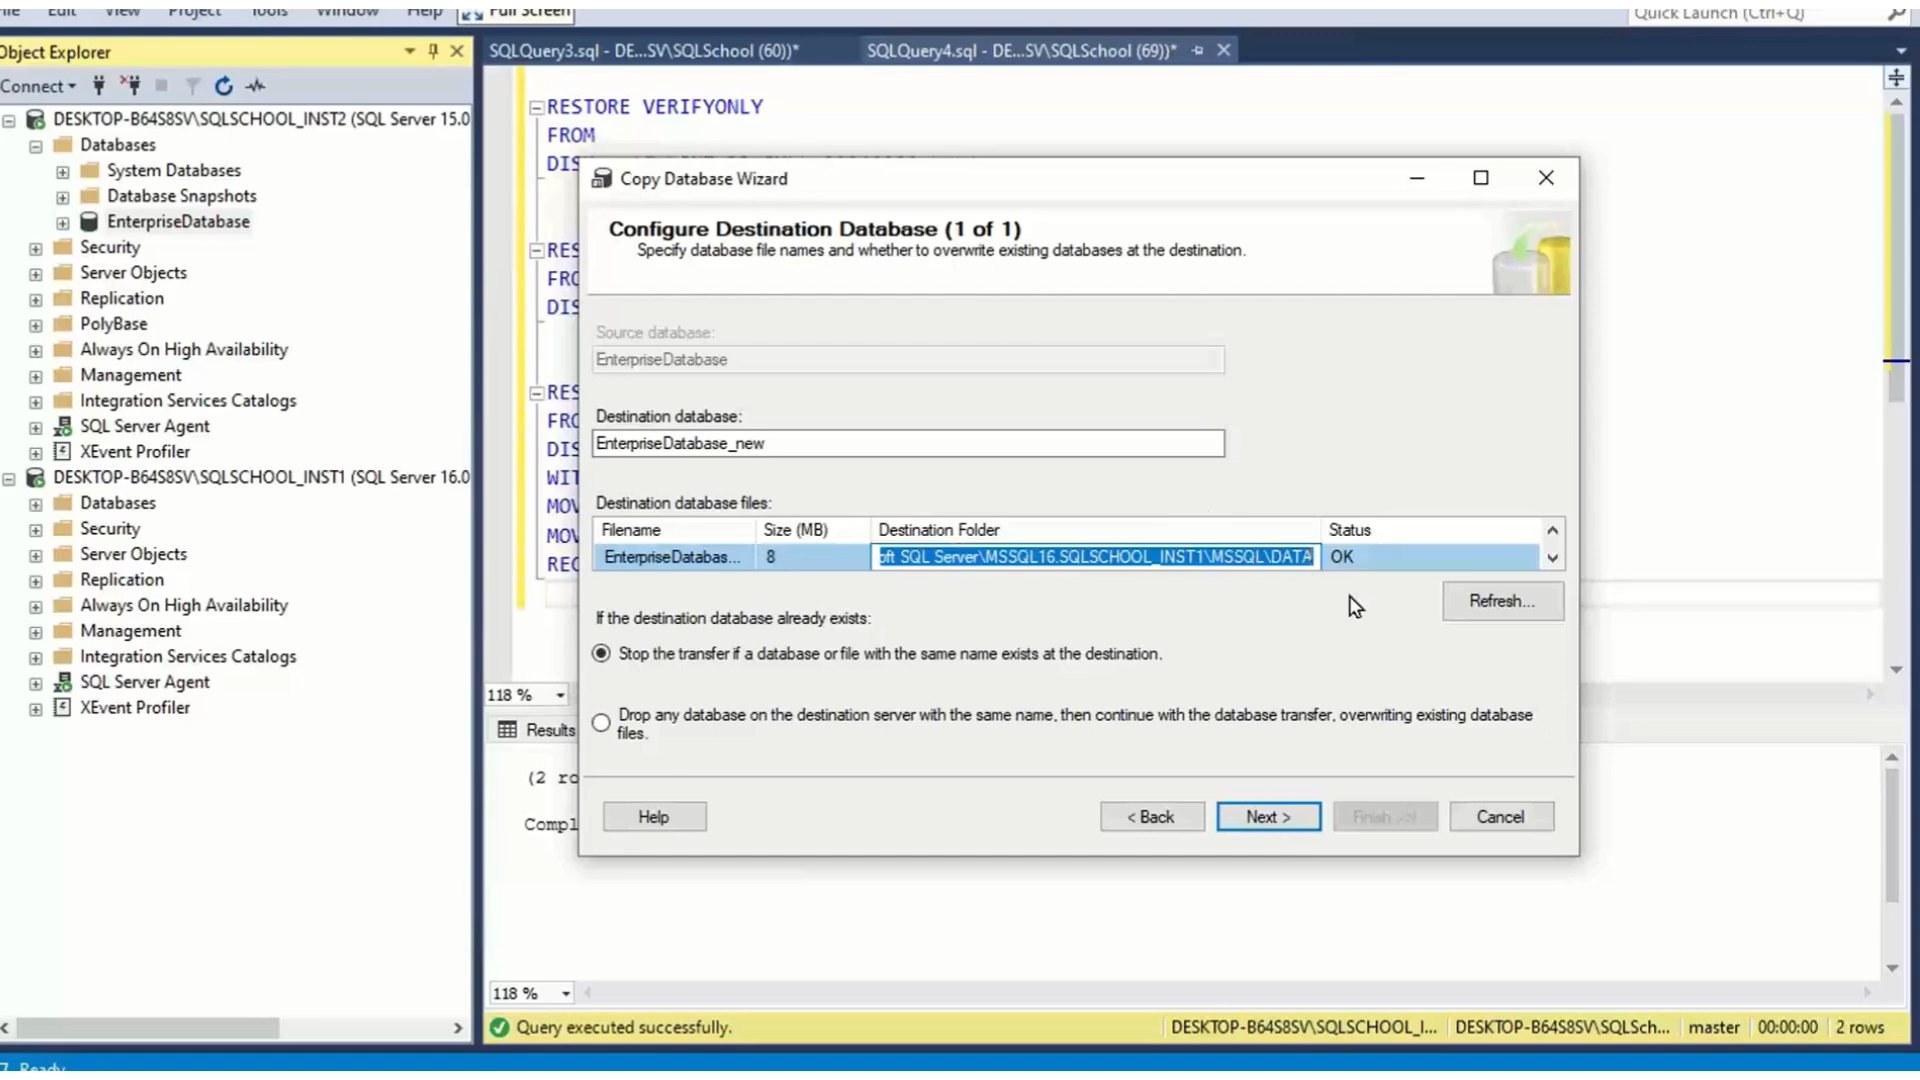 File Edit View Project Tools Window Help Full Screen
Quick Launch (Ctrl+Q)
Object Explorer
Connect
DESKTOP-B64S8SV\SQLSCHOOL_INST2 (SQL Server 15.0
Databases
System Databases
Database Snapshots
EnterpriseDatabase
Security
Server Objects
Replication
PolyBase
Always On High Availability
Management
Integration Services Catalogs
SQL Server Agent
XEvent Profiler
DESKTOP-B64S8SV\SQLSCHOOL_INST1 (SQL Server 16.0
Databases
Security
Server Objects
Replication
Always On High Availability
Management
Integration Services Catalogs
SQL Server Agent
XEvent Profiler
SQLQuery3.sql - DE...SV\SQLSchool (60))*
SQLQuery4.sql - DE...SV\SQLSchool (69))*
RESTORE VERIFYONLY
FROM
DIS
RES
FRO
DIS
RES
FRO
DIS
WIT
MOV
MOV
REC
118 %
Results
(2 ro
Compl
118 %
Copy Database Wizard
Configure Destination Database (1 of 1)
Specify database file names and whether to overwrite existing databases at the destination.
Source database:
EnterpriseDatabase
Destination database:
EnterpriseDatabase_new
Destination database files:
Filename Size (MB) Destination Folder Status
EnterpriseDatabas... 8 oft SQL Server\MSSQL16.SQLSCHOOL_INST1\MSSQL\DATA OK
Refresh...
If the destination database already exists:
Stop the transfer if a database or file with the same name exists at the destination.
Drop any database on the destination server with the same name, then continue with the database transfer, overwriting existing database
files.
Help < Back Next > Finish Cancel
Query executed successfully.
DESKTOP-B64S8SV\SQLSCHOOL_I... DESKTOP-B64S8SV\SQLSch... master 00:00:00 2 rows
Ready